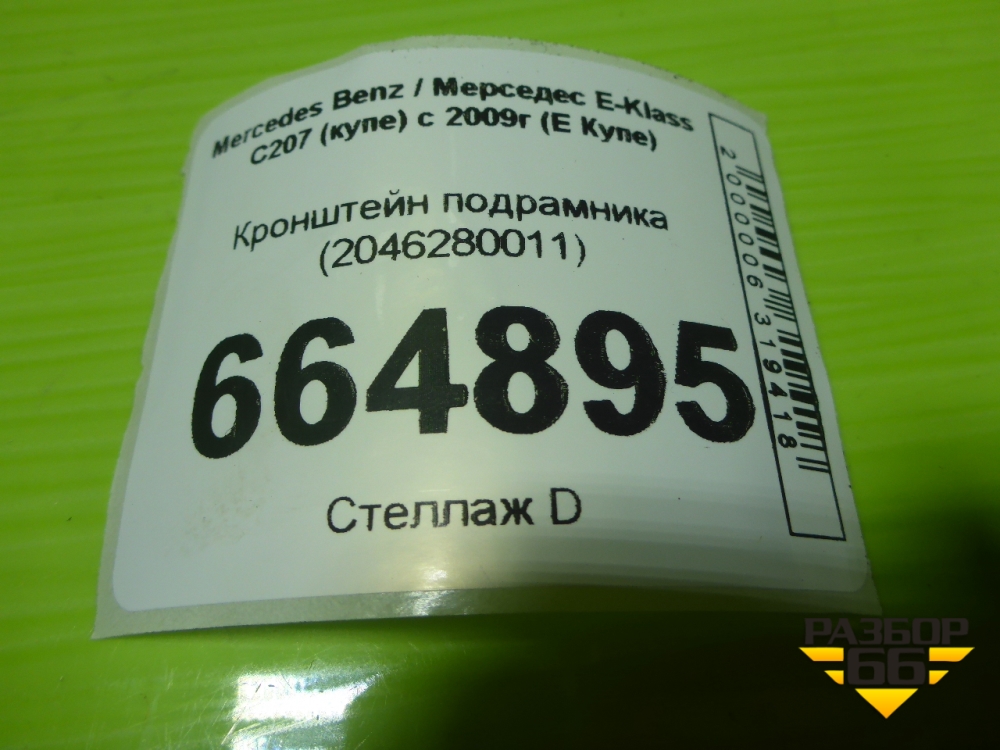 Mercedes Benz / Мерседес E-Klass
C207 (купе) с 2009г (Е Купе)
Кронштейн подрамника
(2046280011)
664895
Стеллаж D
2000006319418
РАЗБОР
66